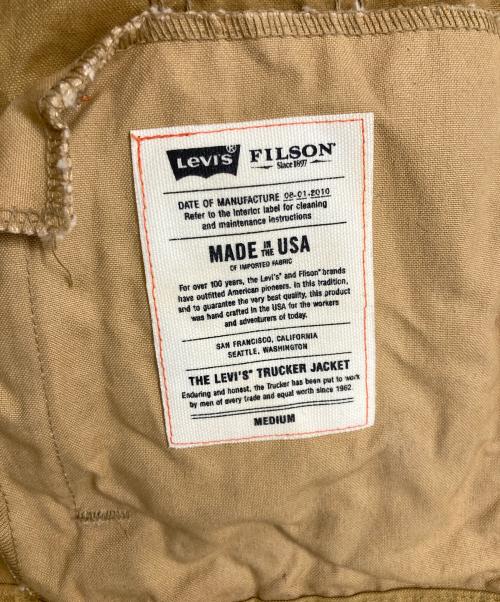 LEVI'S® FILSON®
Since 1897
DATE OF MANUFACTURE 08-01-2010
Refer to the interior label for cleaning
and maintenance instructions
MADE IN THE USA
OF IMPORTED FABRIC
For over 100 years, the Levi's® and Filson® brands
have outfitted American pioneers. In this tradition,
and to guarantee the very best quality, this product
was hand crafted in the USA for the workers
and adventurers of today.
SAN FRANCISCO, CALIFORNIA
SEATTLE, WASHINGTON
THE LEVI'S® TRUCKER JACKET
Enduring and honest, the Trucker has been put to work
by men of every trade and equal worth since 1962.
MEDIUM